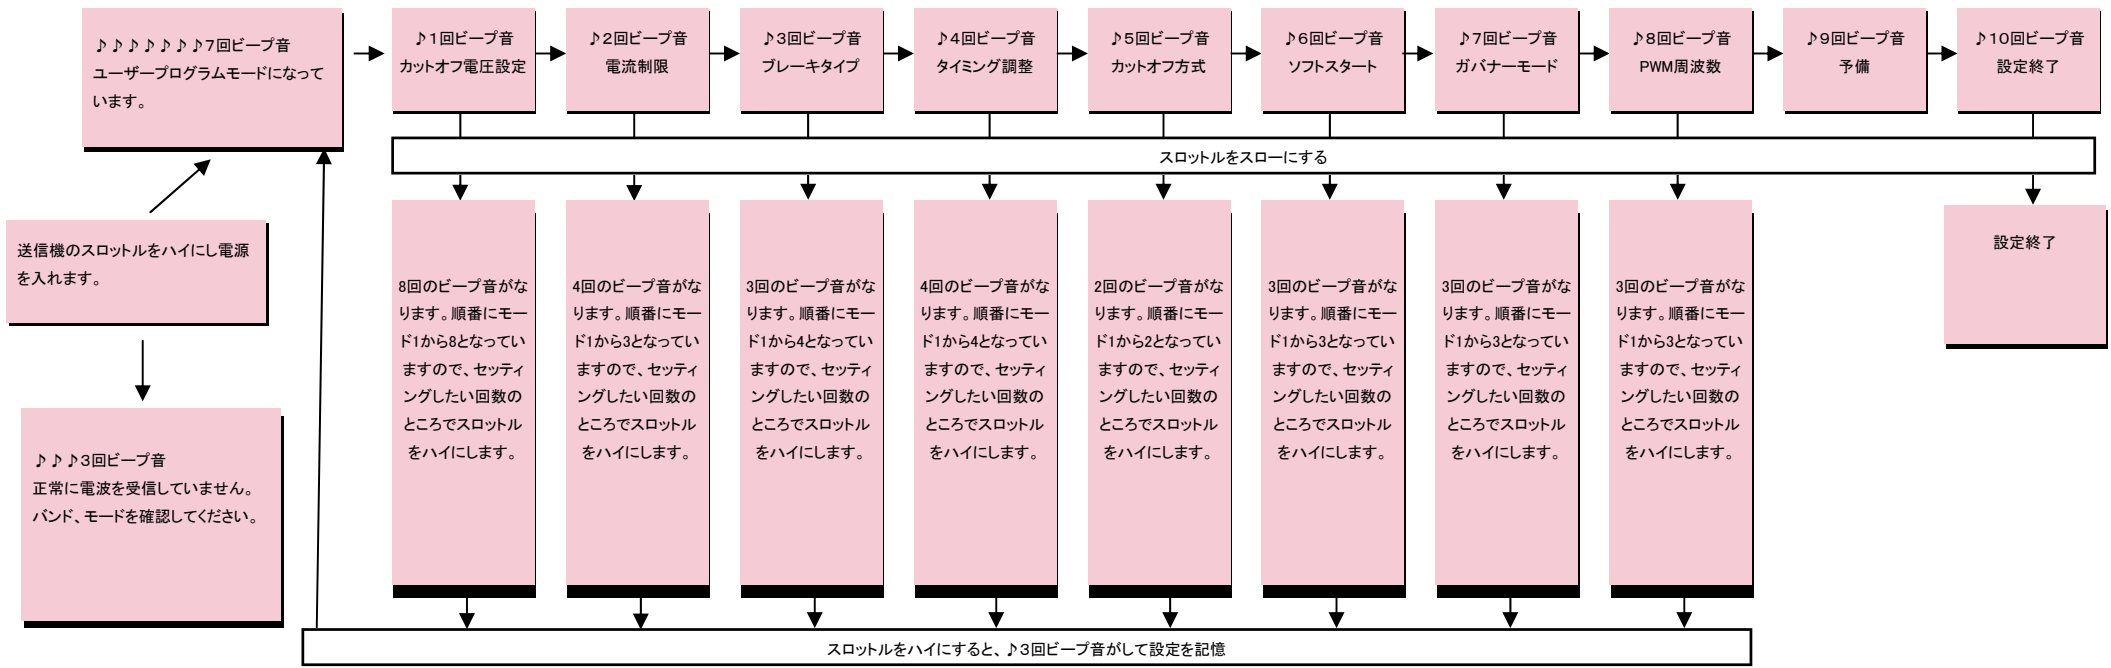 ♪♪♪♪♪♪♪7回ビープ音
ユーザープログラムモードになって
います。
♪1回ビープ音
カットオフ電圧設定
♪2回ビープ音
電流制限
♪3回ビープ音
ブレーキタイプ
♪4回ビープ音
タイミング調整
♪5回ビープ音
カットオフ方式
♪6回ビープ音
ソフトスタート
♪7回ビープ音
ガバナーモード
♪8回ビープ音
PWM周波数
♪9回ビープ音
予備
♪10回ビープ音
設定終了
スロットルをスローにする
送信機のスロットルをハイにし電源
を入れます。
♪♪♪3回ビープ音
正常に電波を受信していません。
バンド、モードを確認してください。
8回のビープ音がな
ります。順番にモー
ド1から8となってい
ますので、セッティ
ングしたい回数の
ところでスロットル
をハイにします。
4回のビープ音がな
ります。順番にモー
ド1から3となってい
ますので、セッティ
ングしたい回数の
ところでスロットル
をハイにします。
3回のビープ音がな
ります。順番にモー
ド1から4となってい
ますので、セッティ
ングしたい回数の
ところでスロットル
をハイにします。
4回のビープ音がな
ります。順番にモー
ド1から4となってい
ますので、セッティ
ングしたい回数の
ところでスロットル
をハイにします。
2回のビープ音がな
ります。順番にモー
ド1から2となってい
ますので、セッティ
ングしたい回数の
ところでスロットル
をハイにします。
3回のビープ音がな
ります。順番にモー
ド1から3となってい
ますので、セッティ
ングしたい回数の
ところでスロットル
をハイにします。
3回のビープ音がな
ります。順番にモー
ド1から3となってい
ますので、セッティ
ングしたい回数の
ところでスロットル
をハイにします。
3回のビープ音がな
ります。順番にモー
ド1から3となってい
ますので、セッティ
ングしたい回数の
ところでスロットル
をハイにします。
設定終了
スロットルをハイにすると、♪3回ビープ音がして設定を記憶